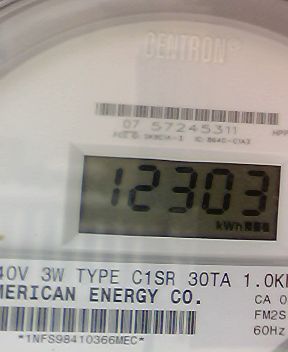 CENTRON®
07 57245311
12303
kWh
40V 3W TYPE C1SR 30TA 1.0K
MERICAN ENERGY CO.
CA 0
FM2S
60Hz
*1NFS98410366MEC*